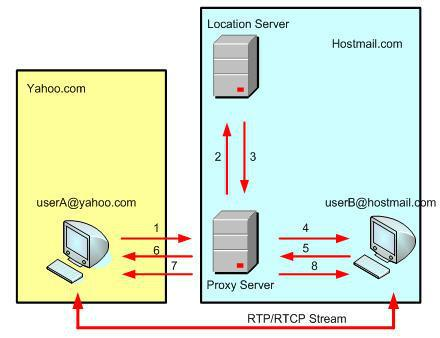 Location Server
Hostmail.com
Yahoo.com
2
3
userA@yahoo.com
userB@hostmail.com
1
4
6
5
7
8
Proxy Server
RTP/RTCP Stream